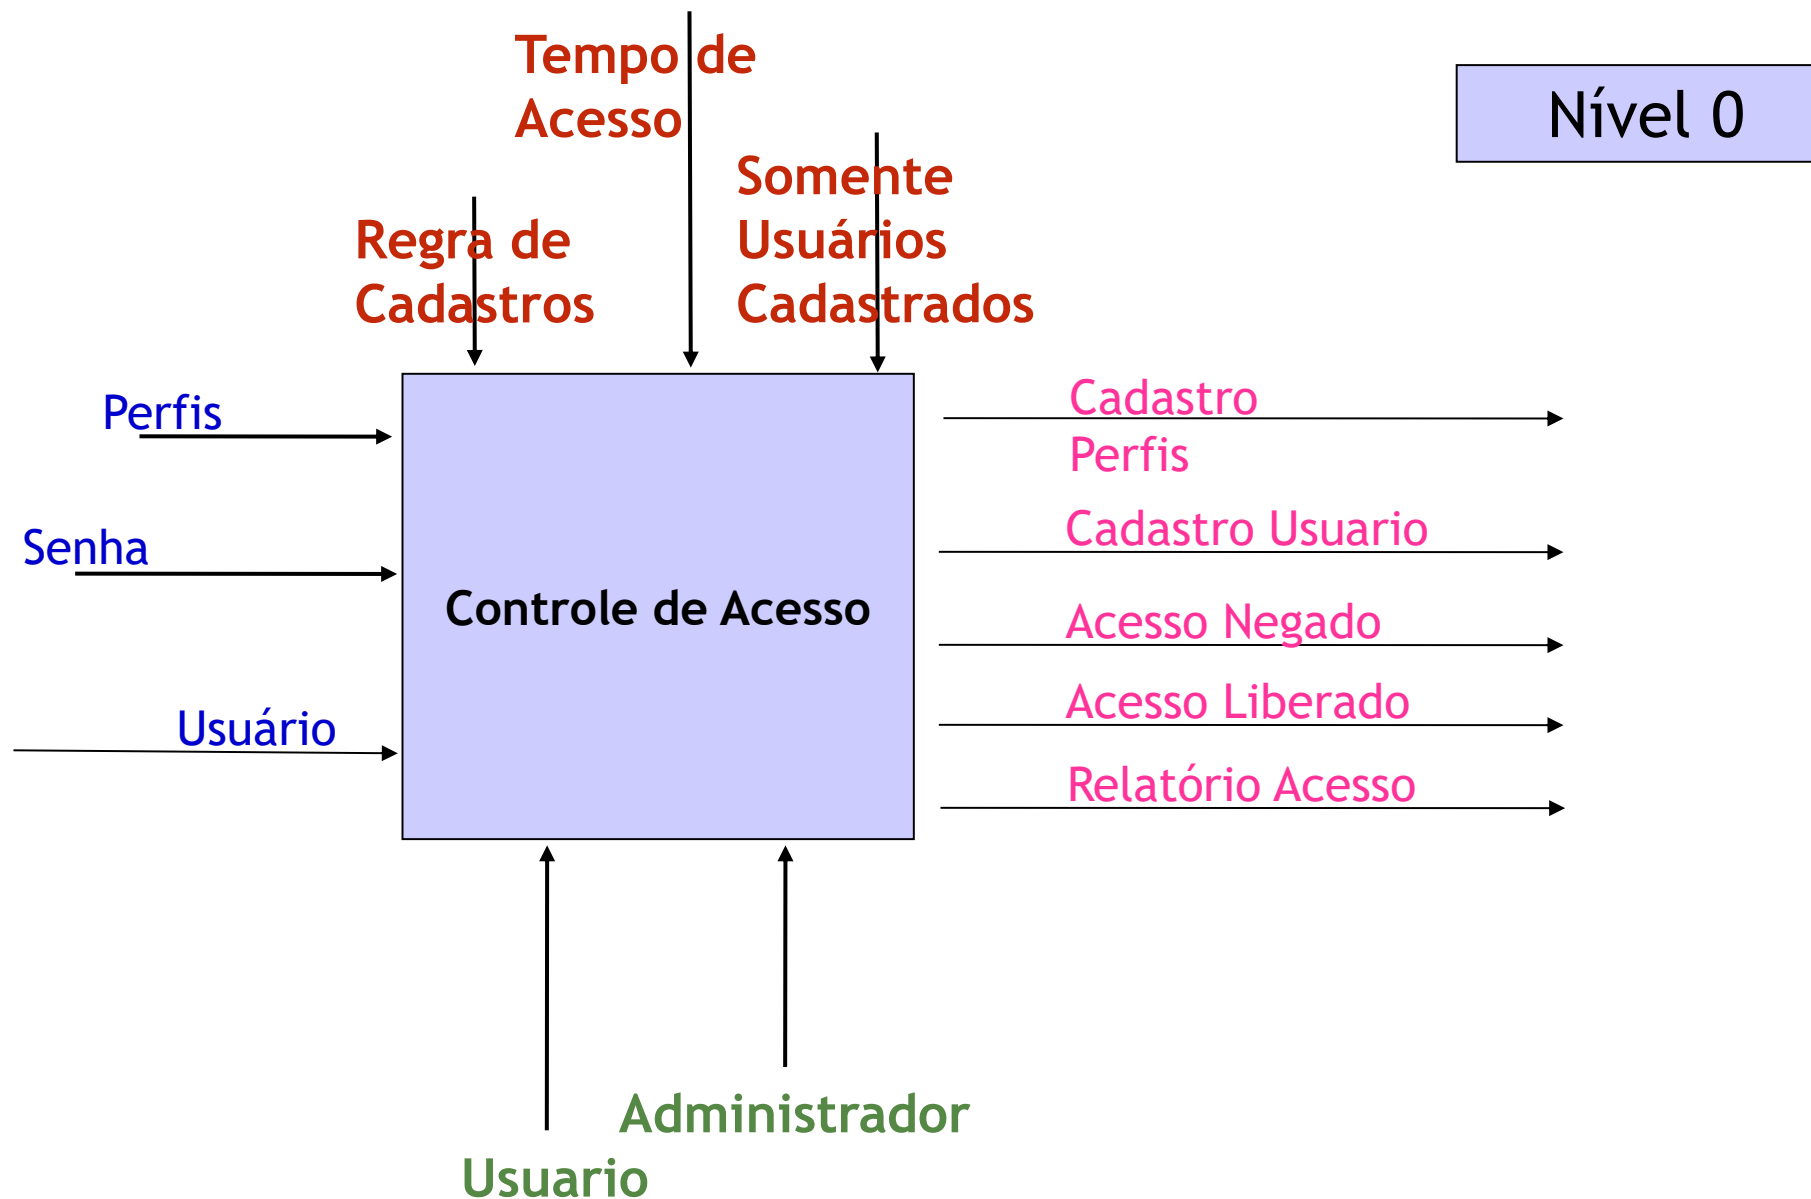 Tempo de
Acesso
Nível 0
Somente
Usuários
Cadastrados
Regra de
Cadastros
Perfis
Senha
Usuário
Controle de Acesso
Cadastro
Perfis
Cadastro Usuario
Acesso Negado
Acesso Liberado
Relatório Acesso
Administrador
Usuario